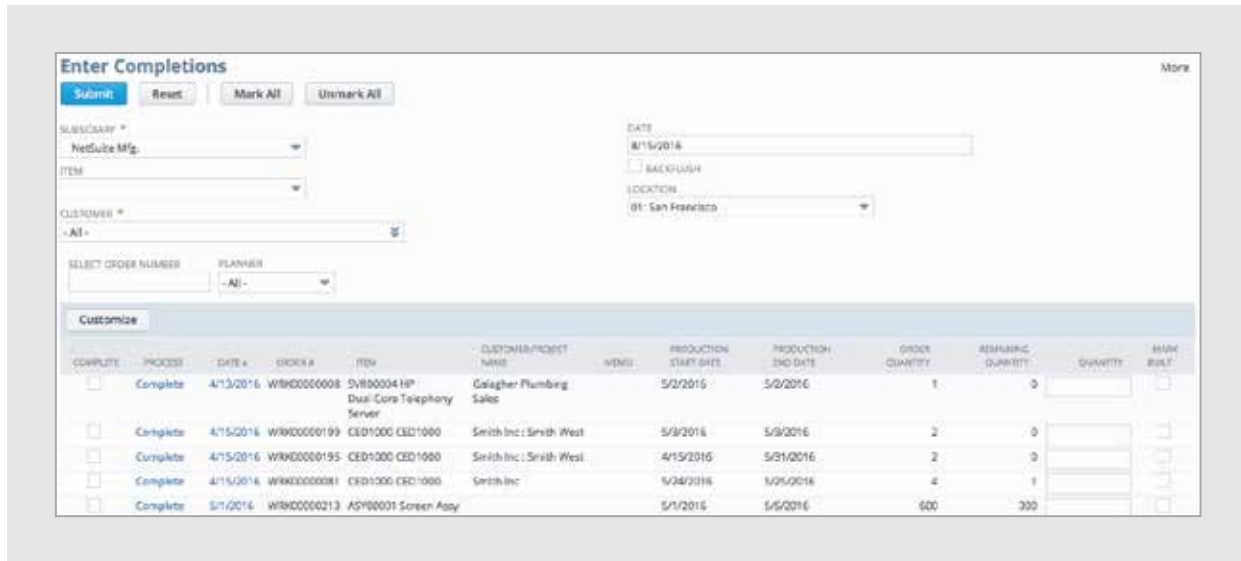 Enter Completions
More
Submit Reset Mark All Unmark All
SUBSIDIARY *
NetSuite Mfg.
ITEM
CUSTOMER *
- All -
SELECT ORDER NUMBER PLANNER
- All -
DATE
8/15/2016
BACKFLUSH
LOCATION
01: San Francisco
Customize
CUSTOMER/PROJECT PRODUCTION PRODUCTION ORDER REMAINING MARK
COMPLETE PROCESS DATE ORDER # ITEM NAME MEMO START DATE END DATE QUANTITY QUANTITY QUANTITY BUILT
Complete 4/13/2016 WRK00000008 SVR00004 HP Galagher Plumbing 5/2/2016 5/2/2016 1 0
Dual Core Telephony Sales
Server
Complete 4/15/2016 WRK00000199 CED1000 CED1000 Smith Inc : Smith West 5/3/2016 5/3/2016 2 0
Complete 4/15/2016 WRK00000195 CED1000 CED1000 Smith Inc : Smith West 4/15/2016 5/31/2016 2 0
Complete 4/15/2016 WRK00000081 CED1000 CED1000 Smith Inc 5/24/2016 5/25/2016 4 1
Complete 5/1/2016 WRK00000213 ASY00001 Screen Assy 5/1/2016 5/5/2016 600 300